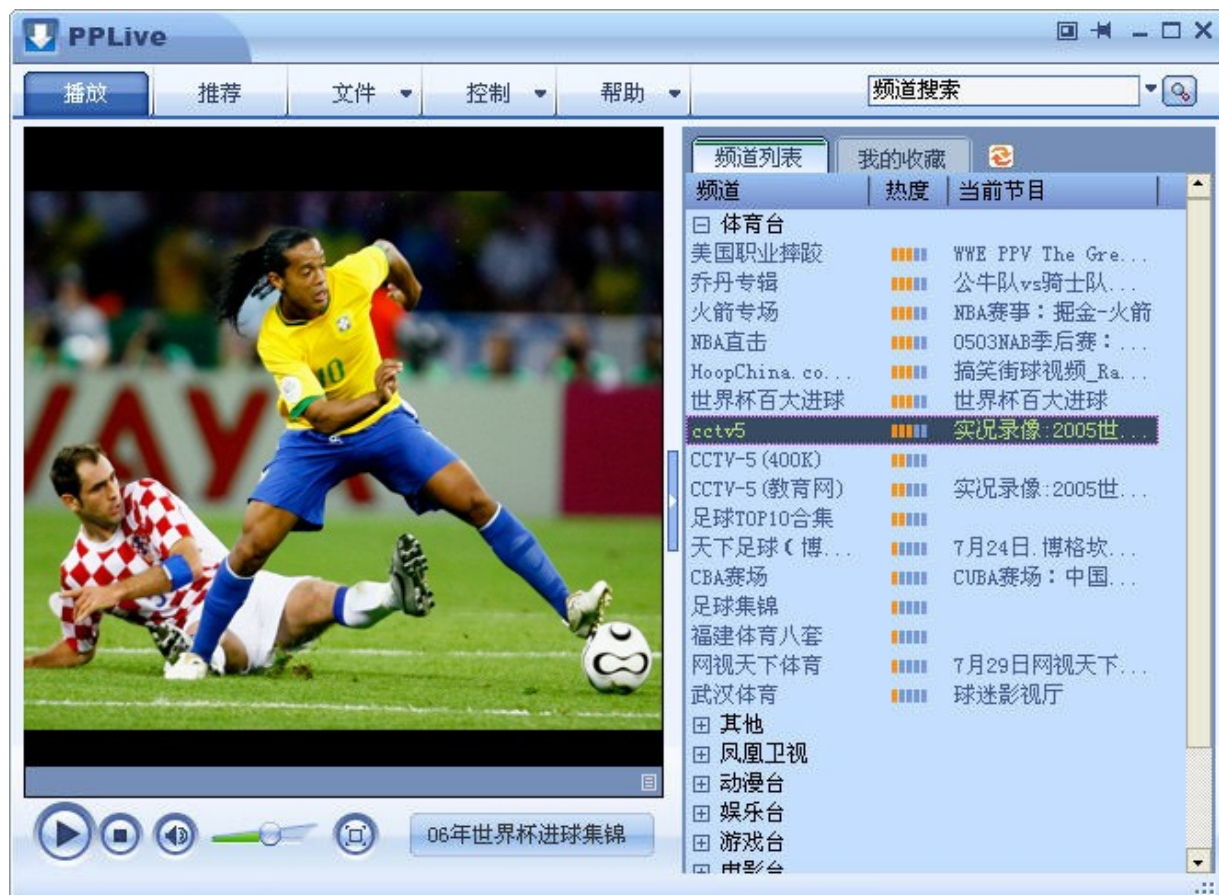 PPLive
播放 推荐 文件 控制 帮助 频道搜索
频道列表 我的收藏
频道 热度 当前节目
体育台
美国职业摔跤 WWE PPV The Gre...
乔丹专辑 公牛队vs骑士队...
火箭专场 NBA赛事：掘金-火箭
NBA直击 0503NAB季后赛：...
HoopChina.co... 搞笑街球视频_Ra...
世界杯百大进球 世界杯百大进球
cctv5 实况录像:2005世...
CCTV-5(400K)
CCTV-5(教育网) 实况录像:2005世...
足球TOP10合集
天下足球(博... 7月24日.博格坎...
CBA赛场 CUBA赛场：中国...
足球集锦
福建体育八套
网视天下体育 7月29日网视天下...
武汉体育 球迷影视厅
其他
凤凰卫视
动漫台
娱乐台
游戏台
电影台
06年世界杯进球集锦
10
WAY